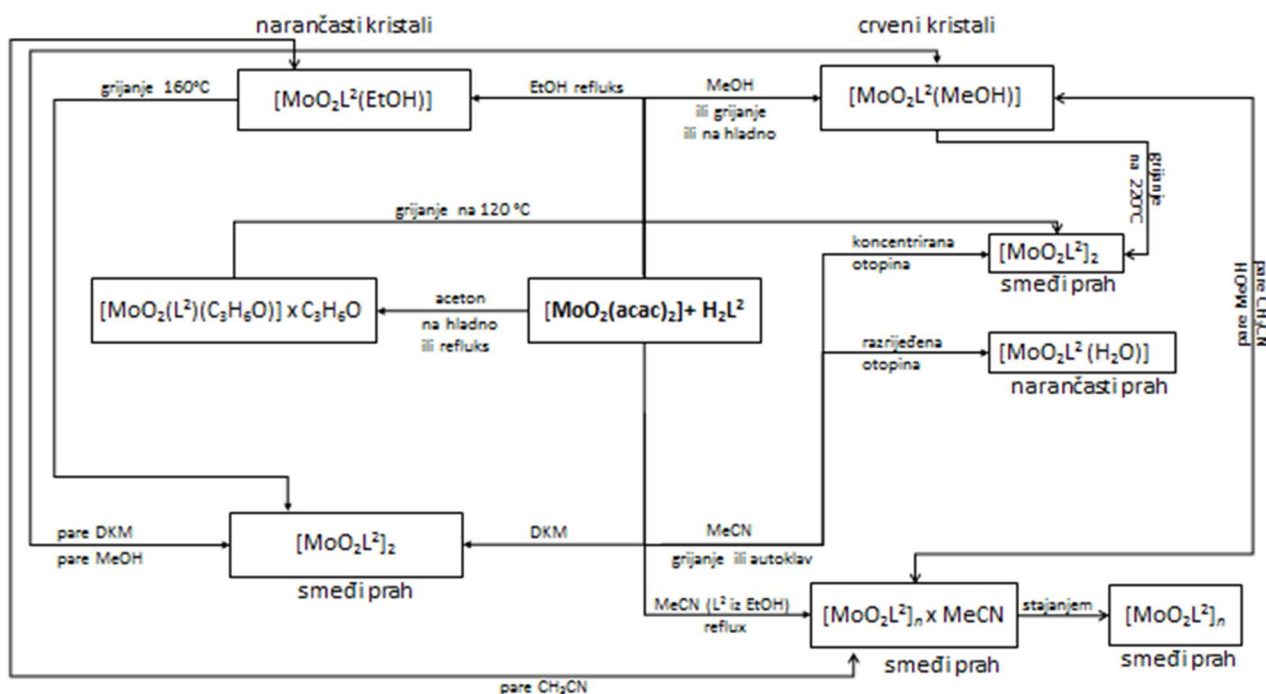 narančasti kristali
crveni kristali
grijanje 160°C
[MoO₂L²(EtOH)]
EtOH refluks
MeOH
ili grijanje
ili na hladno
[MoO₂L²(MeOH)]
grijanje
na 220°C
grijanje na 120 °C
koncentrirana
otopina
[MoO₂L²]₂
smeđi prah
pare CH₃CN
pare MeOH
[MoO₂(L²)(C₃H₆O)] x C₃H₆O
aceton
na hladno
ili refluks
[MoO₂(acac)₂]+ H₂L²
razrijeđena
otopina
[MoO₂L² (H₂O)]
narančasti prah
pare DKM
pare MeOH
[MoO₂L²]₂
smeđi prah
DKM
MeCN
grijanje ili autoklav
MeCN (L² iz EtOH)
reflux
[MoO₂L²]ₙ x MeCN
smeđi prah
stajanjem
[MoO₂L²]ₙ
smeđi prah
pare CH₃CN